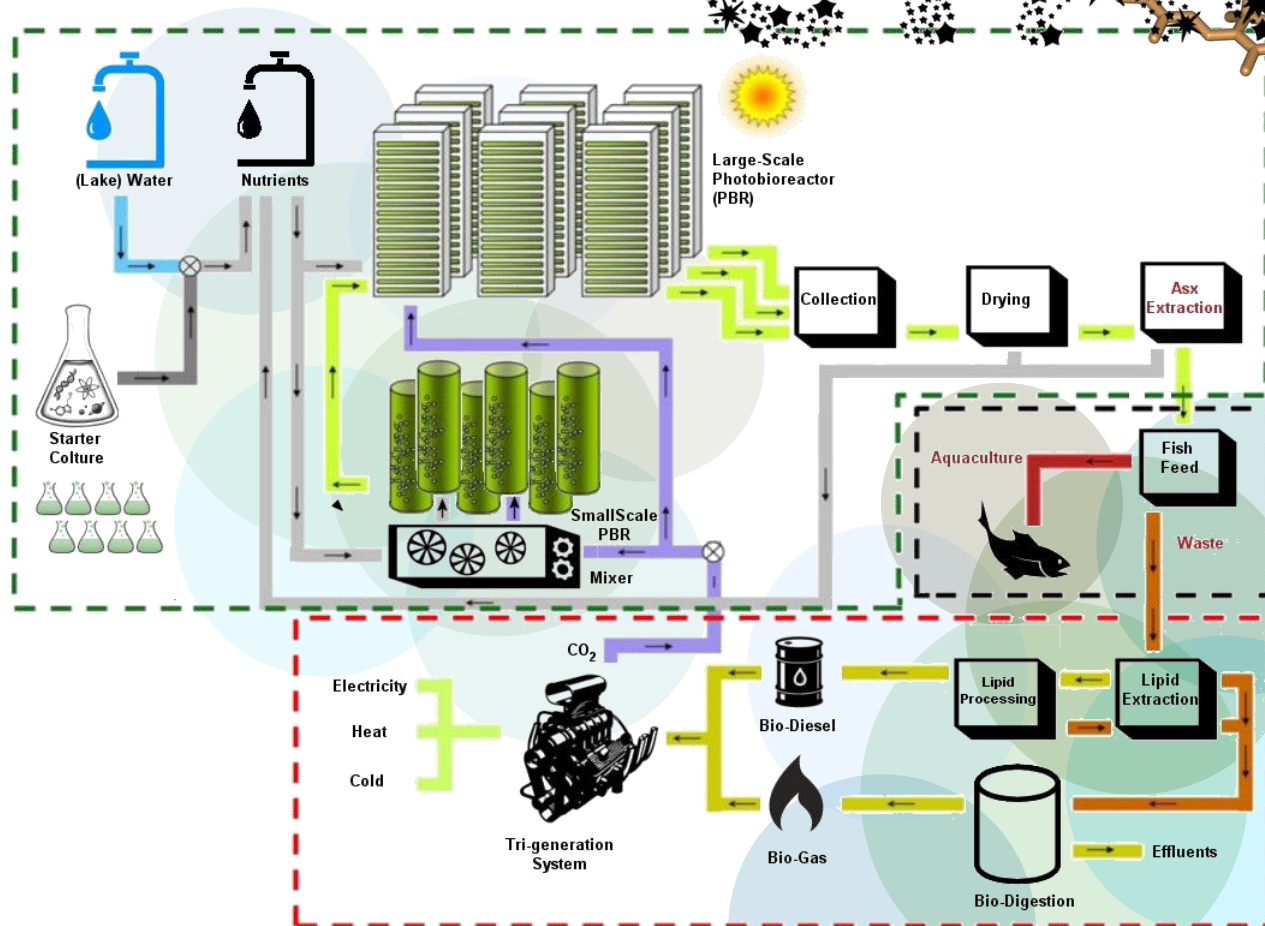 (Lake) Water
Nutrients
Large-Scale
Photobioreactor
(PBR)
Collection
Drying
Asx
Extraction
Starter
Colture
SmallScale
PBR
Mixer
Aquaculture
Fish
Feed
Waste
CO2
Electricity
Heat
Cold
Tri-generation
System
Bio-Diesel
Bio-Gas
Lipid
Processing
Lipid
Extraction
Effluents
Bio-Digestion